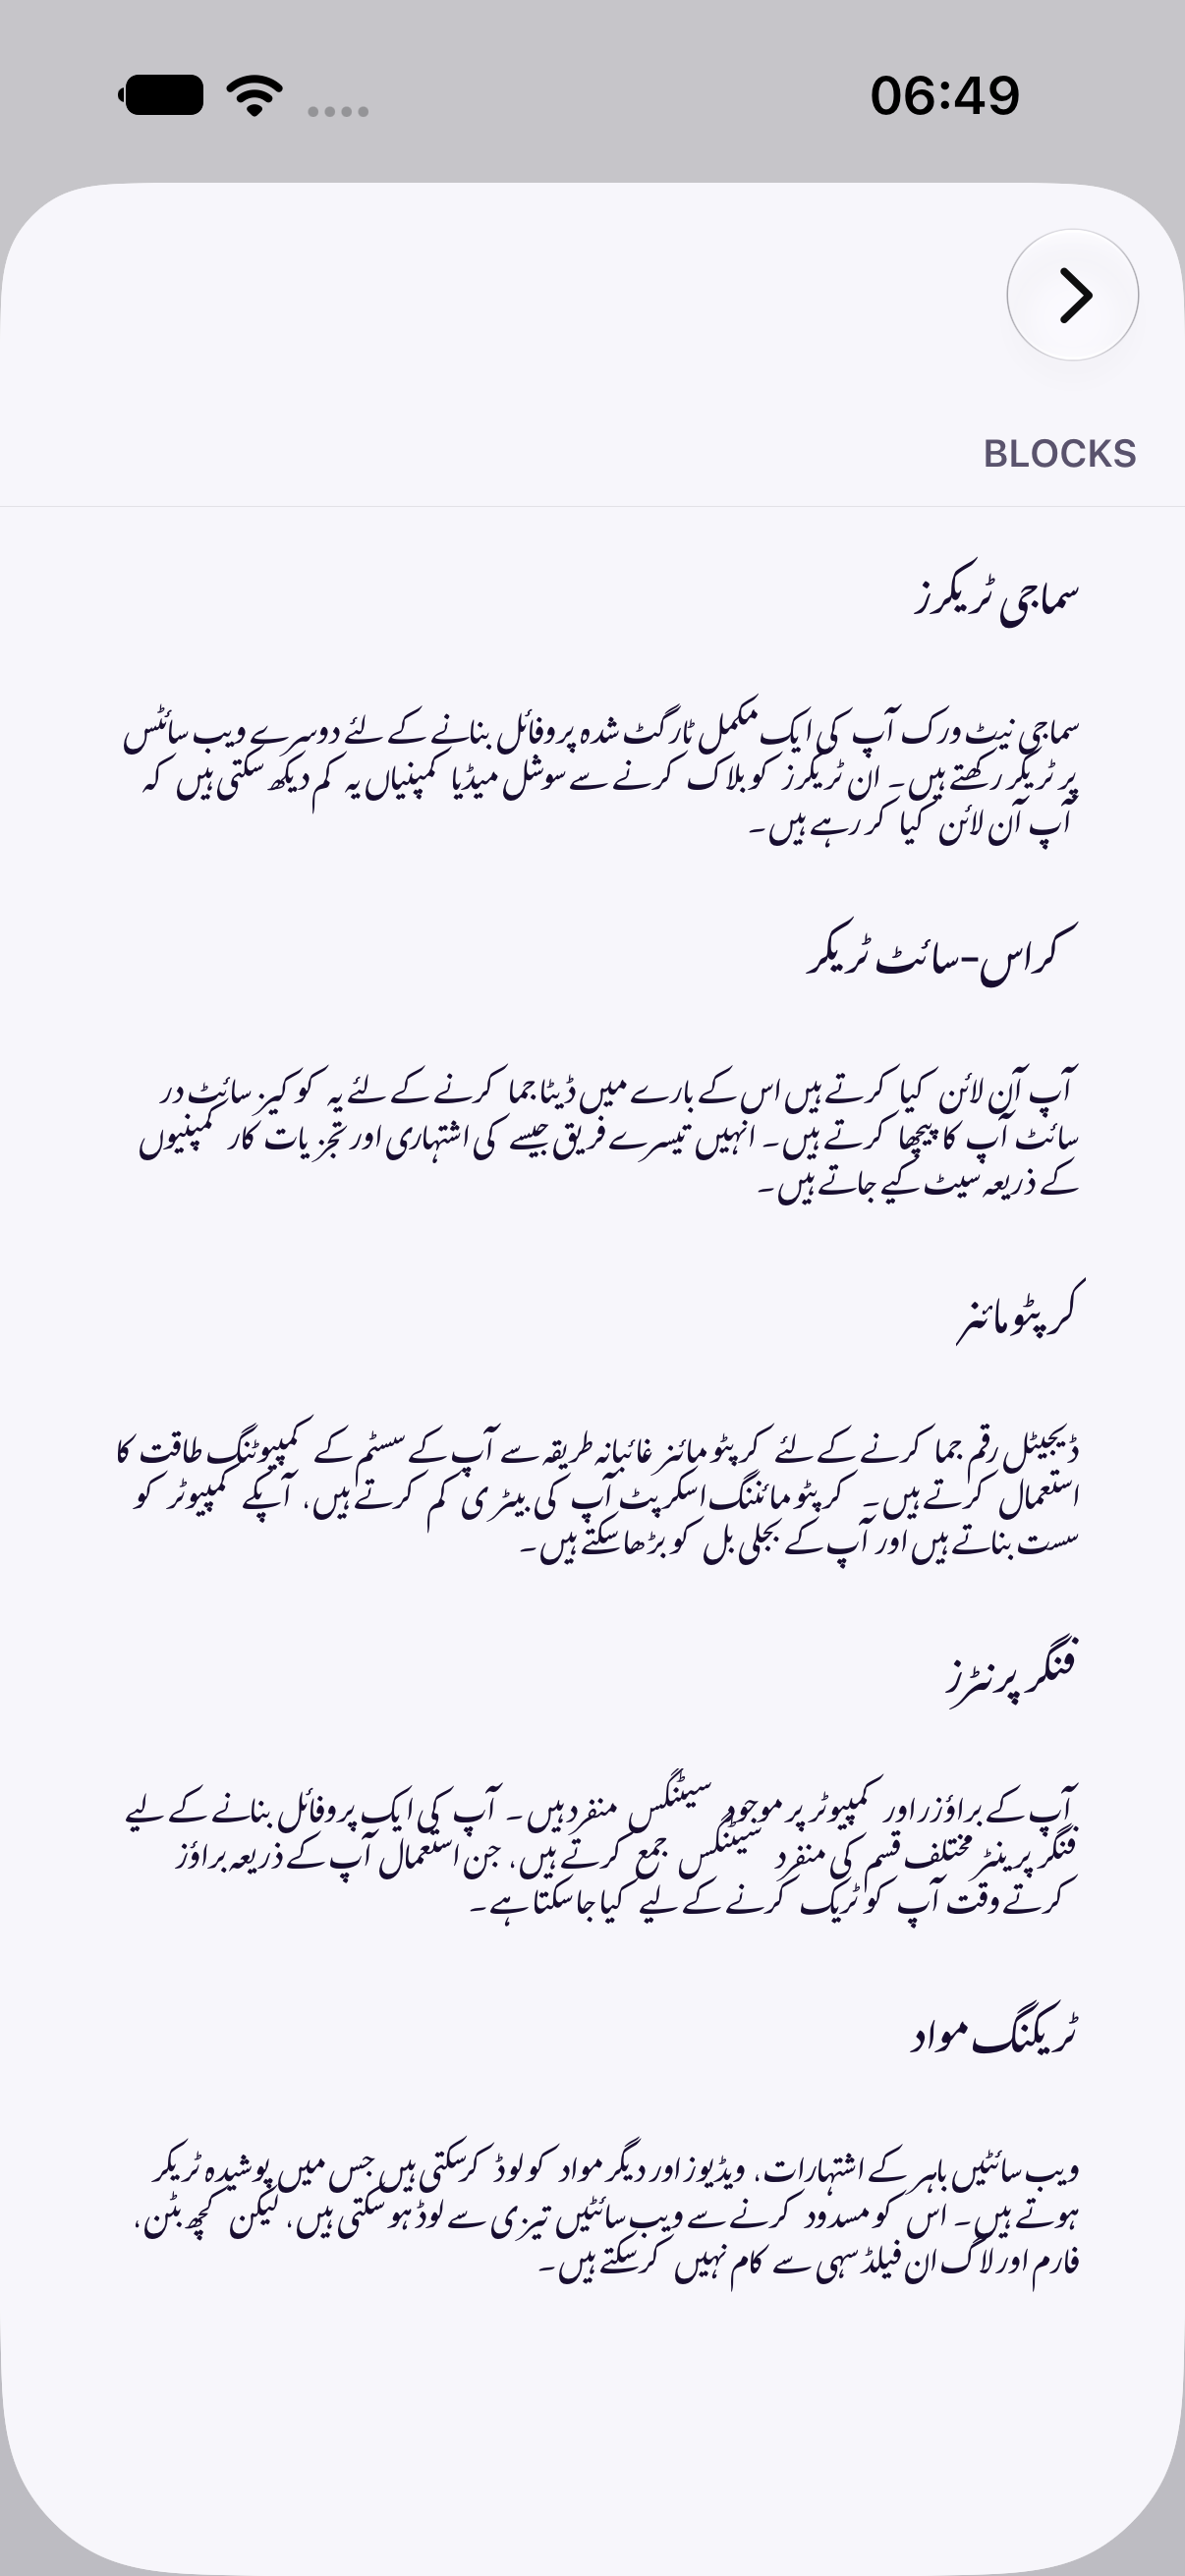 06:49
BLOCKS
سماجی ٹریکرز
سماجی نیٹ ورک آپ کی ایک مکمل ٹارگٹ شدہ پروفائل بنانے کے لئے دوسرے ویب سائٹس
پر ٹریکر رکھتے ہیں۔ ان ٹریکرز کو بلاک کرنے سے سوشل میڈیا کمپنیاں یہ کم دیکھ سکتی ہیں کہ
آپ آن لائن کیا کر رہے ہیں۔
کراس-سائٹ ٹریکر
آپ آن لائن کیا کرتے ہیں اس کے بارے میں ڈیٹا جما کرنے کے لئے یہ کوکیز سائٹ در
سائٹ آپ کا پیچھا کرتے ہیں۔ انہیں تیسرے فریق جیسے کی اشتہاری اور تجزیات کار کمپنیوں
کے ذریعہ سیٹ کیے جاتے ہیں۔
کرپٹومائنز
ڈیجیٹل رقم جما کرنے کے لئے کرپٹومائنز غائبانہ طریقہ سے آپ کے سسٹم کے کمپیوٹنگ طاقت کا
استعمال کرتے ہیں۔ کرپٹومائننگ اسکرپٹ آپ کی بیٹری کم کرتے ہیں، آپکے کمپیوٹر کو
سست بناتے ہیں اور آپ کے بجلی بل کو بڑھا سکتے ہیں۔
فنگر پرنٹرز
آپ کے براؤزر اور کمپیوٹر پر موجود سیٹنگس منفرد ہیں۔ آپ کی ایک پروفائل بنانے کے لیے
فنگر پرینٹر مختلف قسم کی منفرد سیٹنگس جمع کرتے ہیں، جن استعمال آپ کے ذریعہ براؤز
کرتے وقت آپ کو ٹریک کرنے کے لیے کیا جا سکتا ہے۔
ٹریکنگ مواد
ویب سائٹیں باہر کے اشتہارات، ویڈیوز اور دیگر مواد کو لوڈ کرسکتی ہیں جس میں پوشیدہ ٹریکر
ہوتے ہیں۔ اس کو مسدود کرنے سے ویب سائٹیں تیزی سے لوڈ ہو سکتی ہیں، لیکن کچھ بٹن،
فارم اور لاگ ان فیلڈ سہی سے کام نہیں کرسکتے ہیں۔